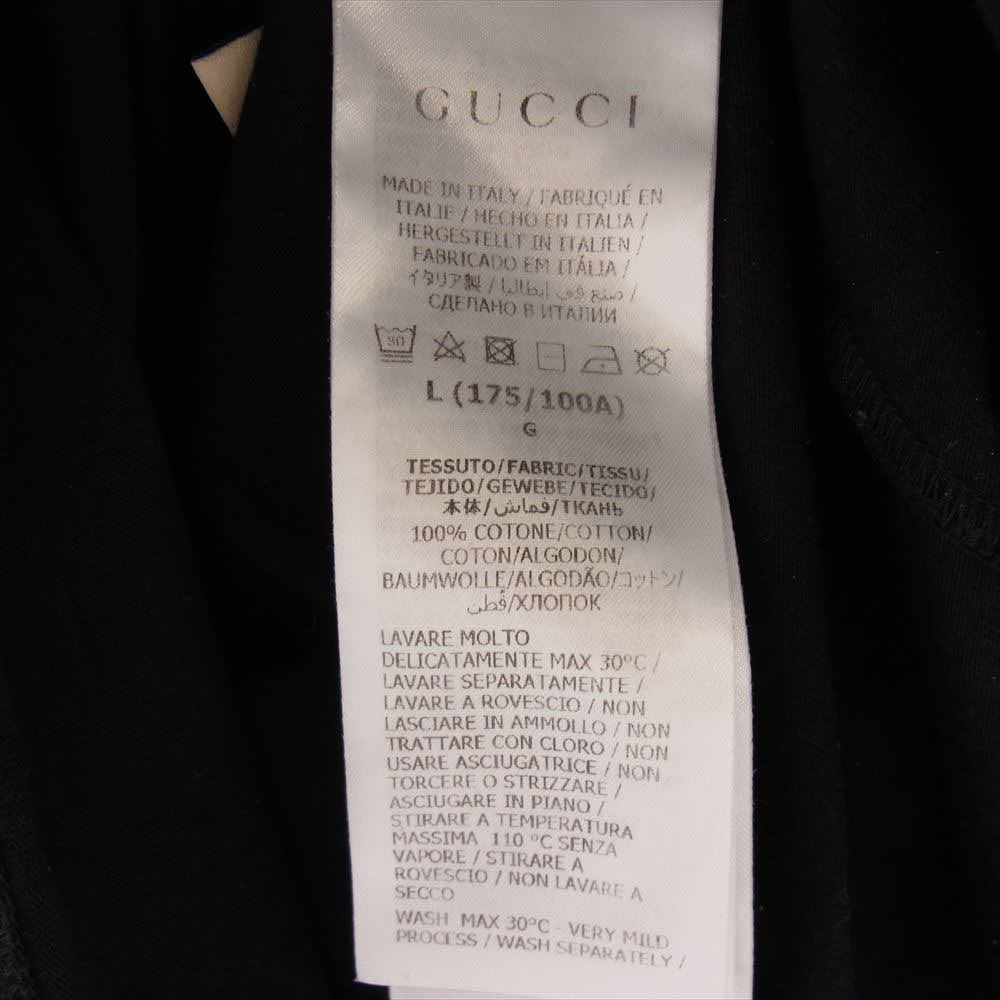 GUCCI
MADE IN ITALY / FABRIQUÉ EN
ITALIE / HECHO EN ITALIA /
HERGESTELLT IN ITALIEN /
FABRICADO EM ITÁLIA /
イタリア製 / صنع في إيطاليا /
СДЕЛАНО В ИТАЛИИ
30
L (175/100A)
G
TESSUTO/FABRIC/TISSU/
TEJIDO/GEWEBE/TECIDO/
本体/قماش/ТКАНЬ
100% COTONE/COTTON/
COTON/ALGODON/
BAUMWOLLE/ALGODÃO/コットン/
قطن/ХЛОПОК
LAVARE MOLTO
DELICATAMENTE MAX 30°C /
LAVARE SEPARATAMENTE /
LAVARE A ROVESCIO / NON
LASCIARE IN AMMOLLO / NON
TRATTARE CON CLORO / NON
USARE ASCIUGATRICE / NON
TORCERE O STRIZZARE /
ASCIUGARE IN PIANO /
STIRARE A TEMPERATURA
MASSIMA 110 °C SENZA
VAPORE / STIRARE A
ROVESCIO / NON LAVARE A
SECCO
WASH MAX 30°C - VERY MILD
PROCESS / WASH SEPARATELY /